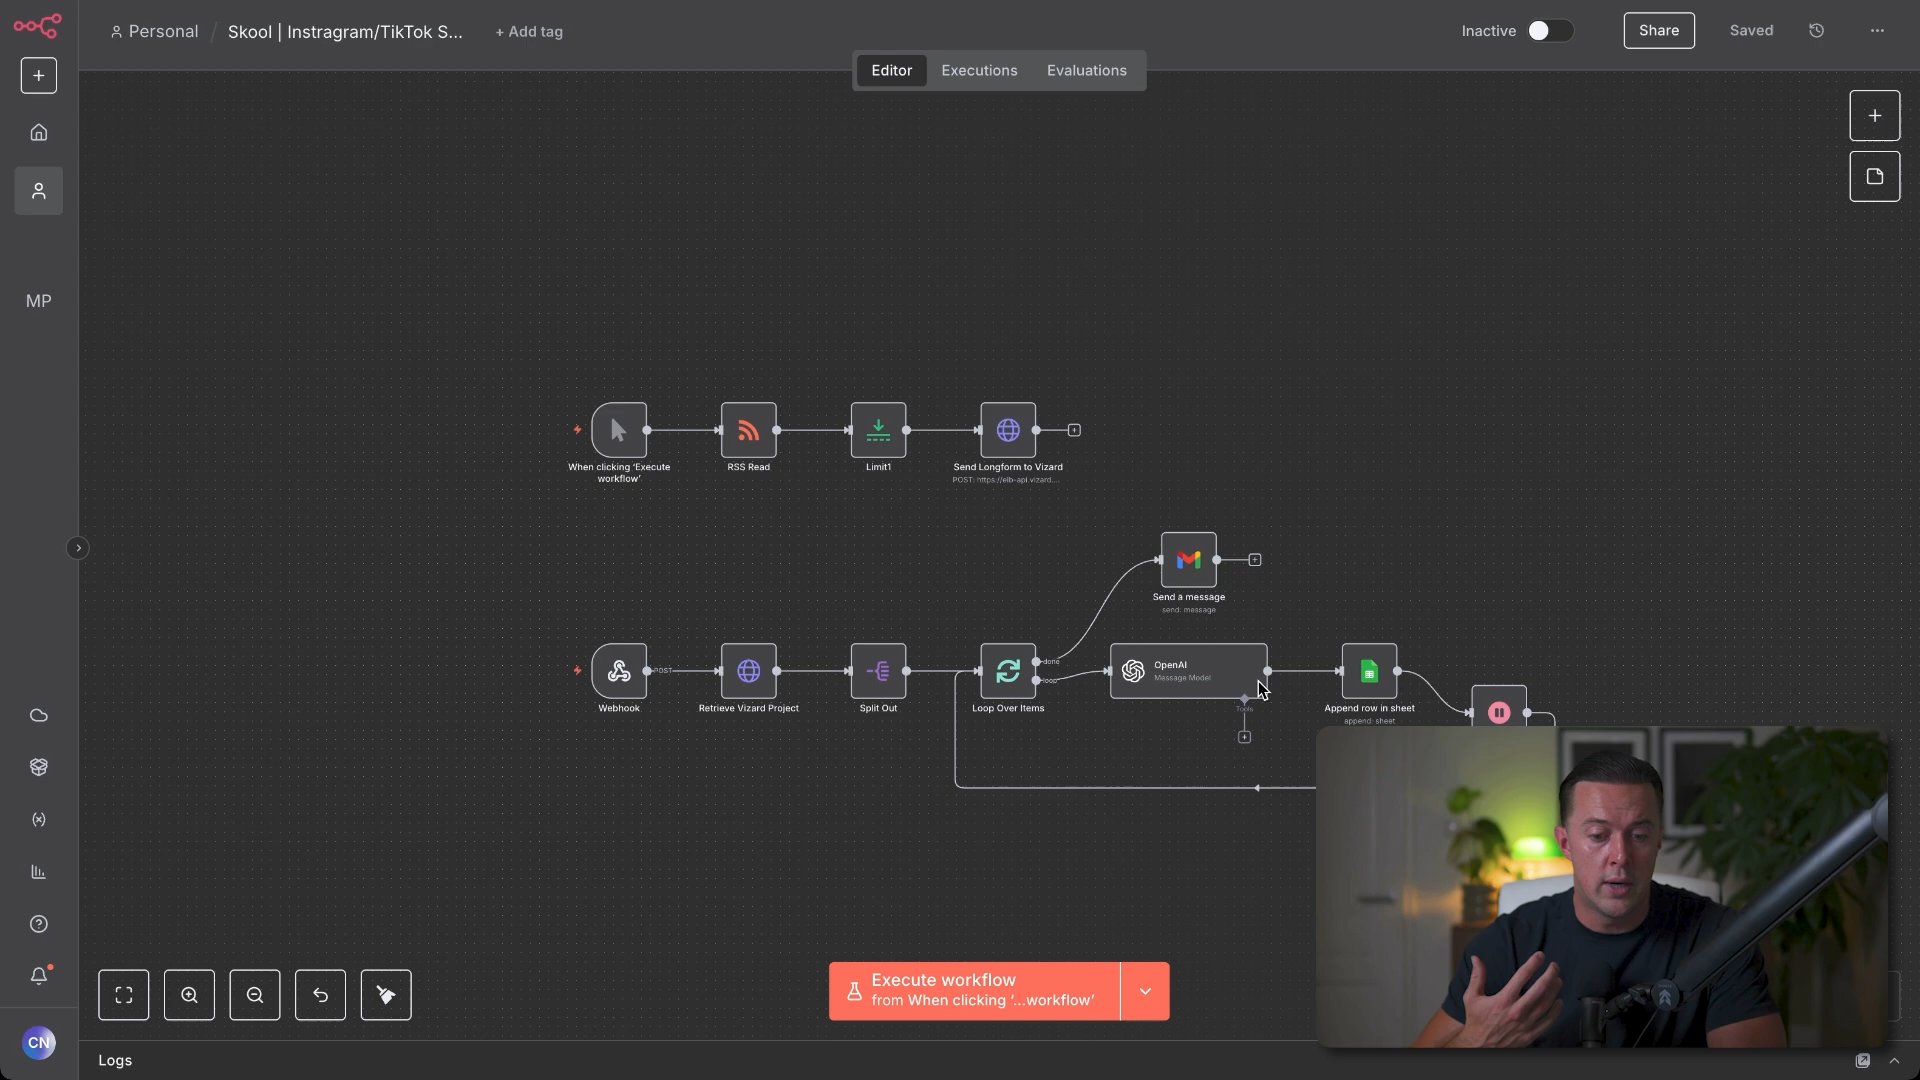 Personal / Skool | Instragram/TikTok S... + Add tag
Inactive
Share
Saved
Editor Executions Evaluations
MP
When clicking ‘Execute
workflow’
RSS Read
Limit1
Send Longform to Vizard
POST: https://elb-api.vizard....
Send a message
send: message
POST
done
loop
OpenAI
Message Model
Tools
Webhook
Retrieve Vizard Project
Split Out
Loop Over Items
Append row in sheet
append: sheet
Execute workflow
from When clicking ‘...workflow’
CN
Logs